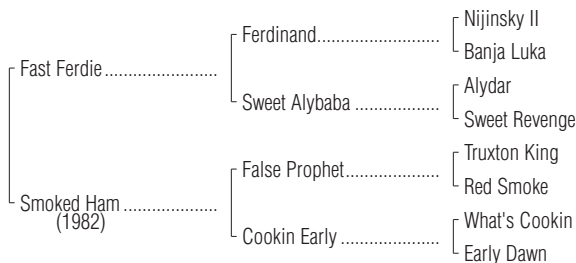 Nijinsky II
Ferdinand
Banja Luka
Fast Ferdie
Alydar
Sweet Alybaba
Sweet Revenge
Truxton King
False Prophet
Red Smoke
Smoked Ham
(1982)
What's Cookin
Cookin Early
Early Dawn